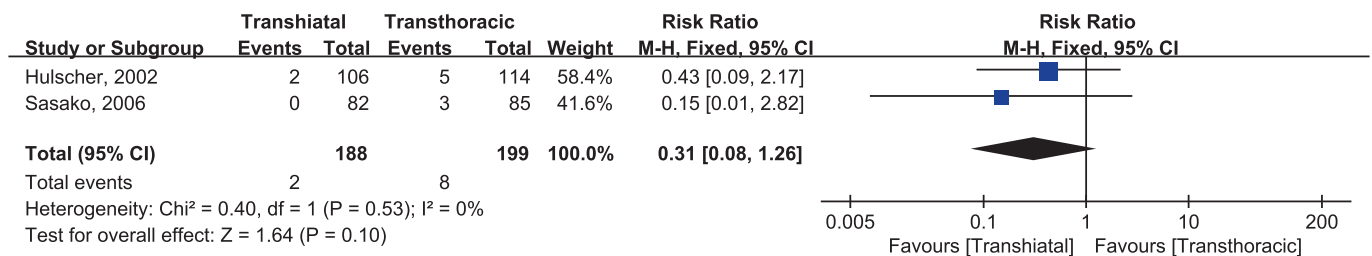 Transhiatal Transthoracic Risk Ratio Risk Ratio
Study or Subgroup Events Total Events Total Weight M-H, Fixed, 95% CI M-H, Fixed, 95% CI
Hulscher, 2002 2 106 5 114 58.4% 0.43 [0.09, 2.17]
Sasako, 2006 0 82 3 85 41.6% 0.15 [0.01, 2.82]
Total (95% CI) 188 199 100.0% 0.31 [0.08, 1.26]
Total events 2 8
Heterogeneity: Chi² = 0.40, df = 1 (P = 0.53); I² = 0%
Test for overall effect: Z = 1.64 (P = 0.10)
0.005 0.1 1 10 200
Favours [Transhiatal] Favours [Transthoracic]